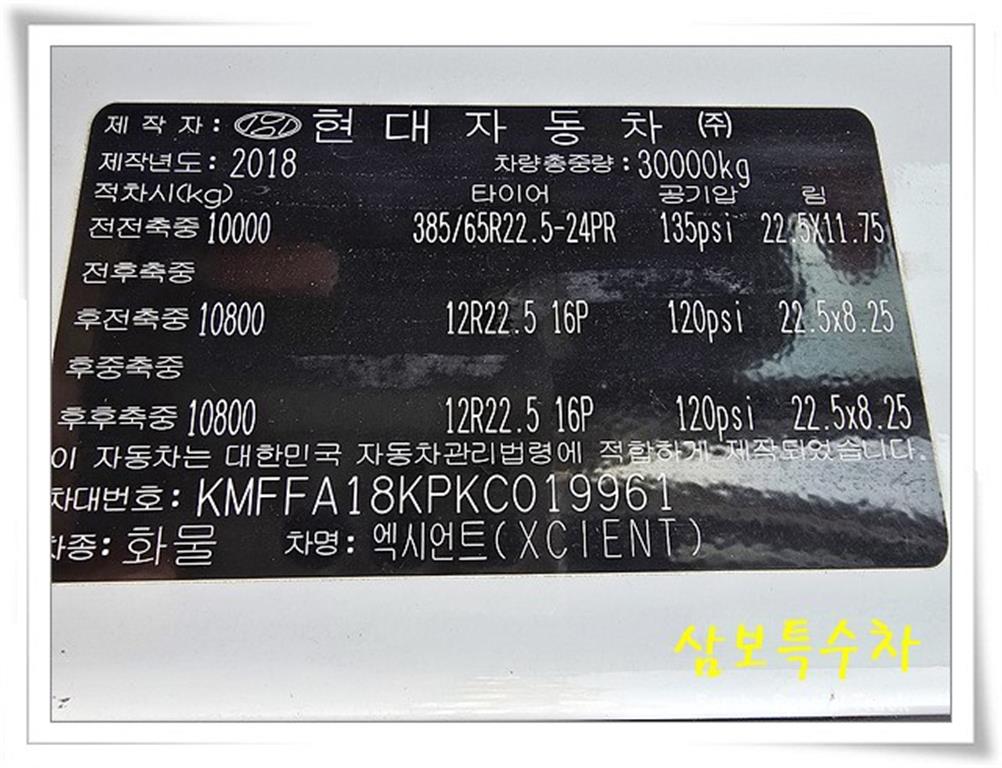 제 작 자 : 현 대 자 동 차 ㈜
제작년도 : 2018 차량총중량 : 30000kg
적차시(kg) 타이어 공기압 림
전전축중 10000 385/65R22.5-24PR 135psi 22.5X11.75
전후축중
후전축중 10800 12R22.5 16P 120psi 22.5x8.25
후중축중
후후축중 10800 12R22.5 16P 120psi 22.5x8.25
이 자동차는 대한민국 자동차관리법령에 적합하게 제작되었습니다.
차대번호 : KMFFA18KPKC019961
차종 : 화물 차명 : 엑시언트(XCIENT)
삼보특수차